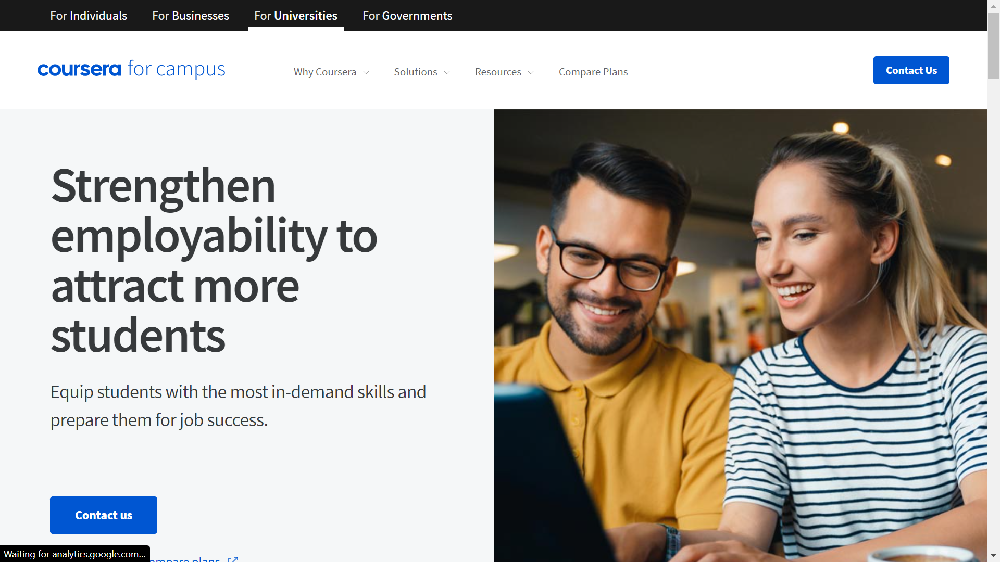 For Individuals For Businesses For Universities For Governments
coursera for campus Why Coursera Solutions Resources Compare Plans Contact Us
Strengthen
employability to
attract more
students
Equip students with the most in-demand skills and
prepare them for job success.
Contact us
plans
Waiting for analytics.google.com...